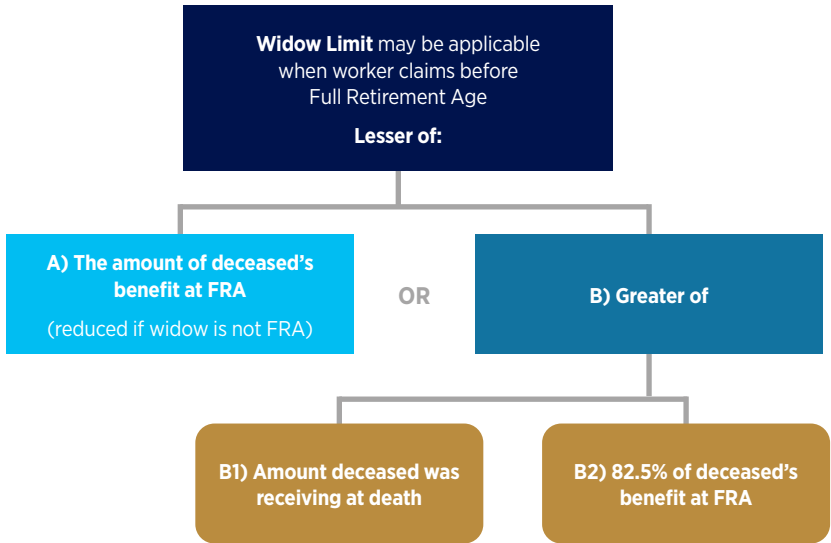 Widow Limit may be applicable
when worker claims before
Full Retirement Age
Lesser of:
A) The amount of deceased's
benefit at FRA
(reduced if widow is not FRA)
OR
B) Greater of
B1) Amount deceased was
receiving at death
B2) 82.5% of deceased's
benefit at FRA